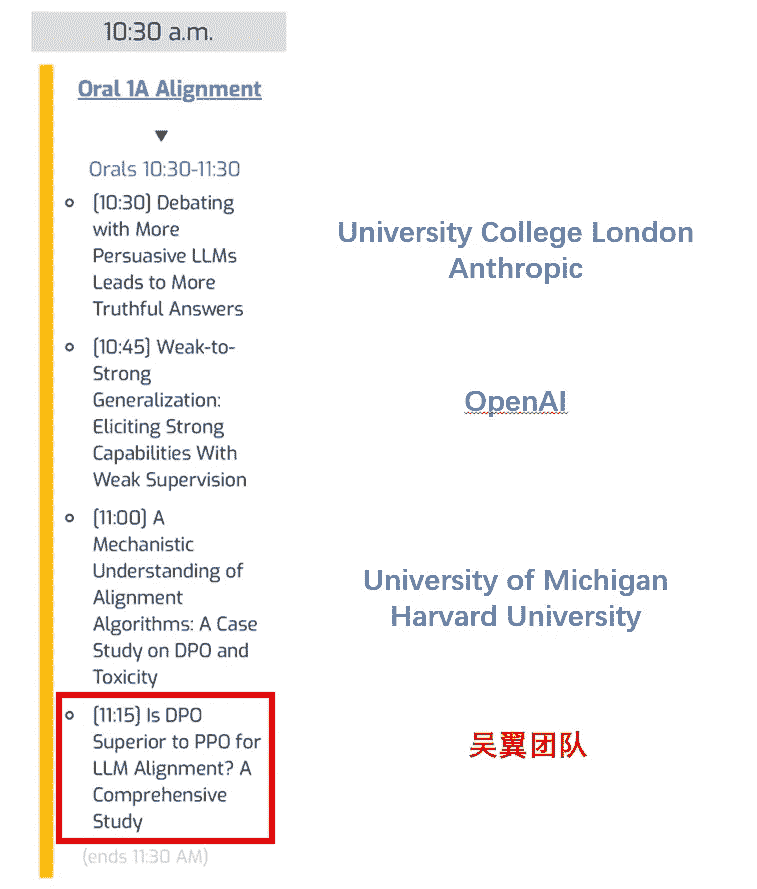 10:30 a.m.
Oral 1A Alignment
Orals 10:30-11:30
[10:30] Debating
with More
Persuasive LLMs
Leads to More
Truthful Answers
University College London
Anthropic
[10:45] Weak-to-
Strong
Generalization:
Eliciting Strong
Capabilities With
Weak Supervision
OpenAI
[11:00] A
Mechanistic
Understanding of
Alignment
Algorithms: A Case
Study on DPO and
Toxicity
University of Michigan
Harvard University
[11:15] Is DPO
Superior to PPO for
LLM Alignment? A
Comprehensive
Study
吴翼团队
(ends 11:30 AM)